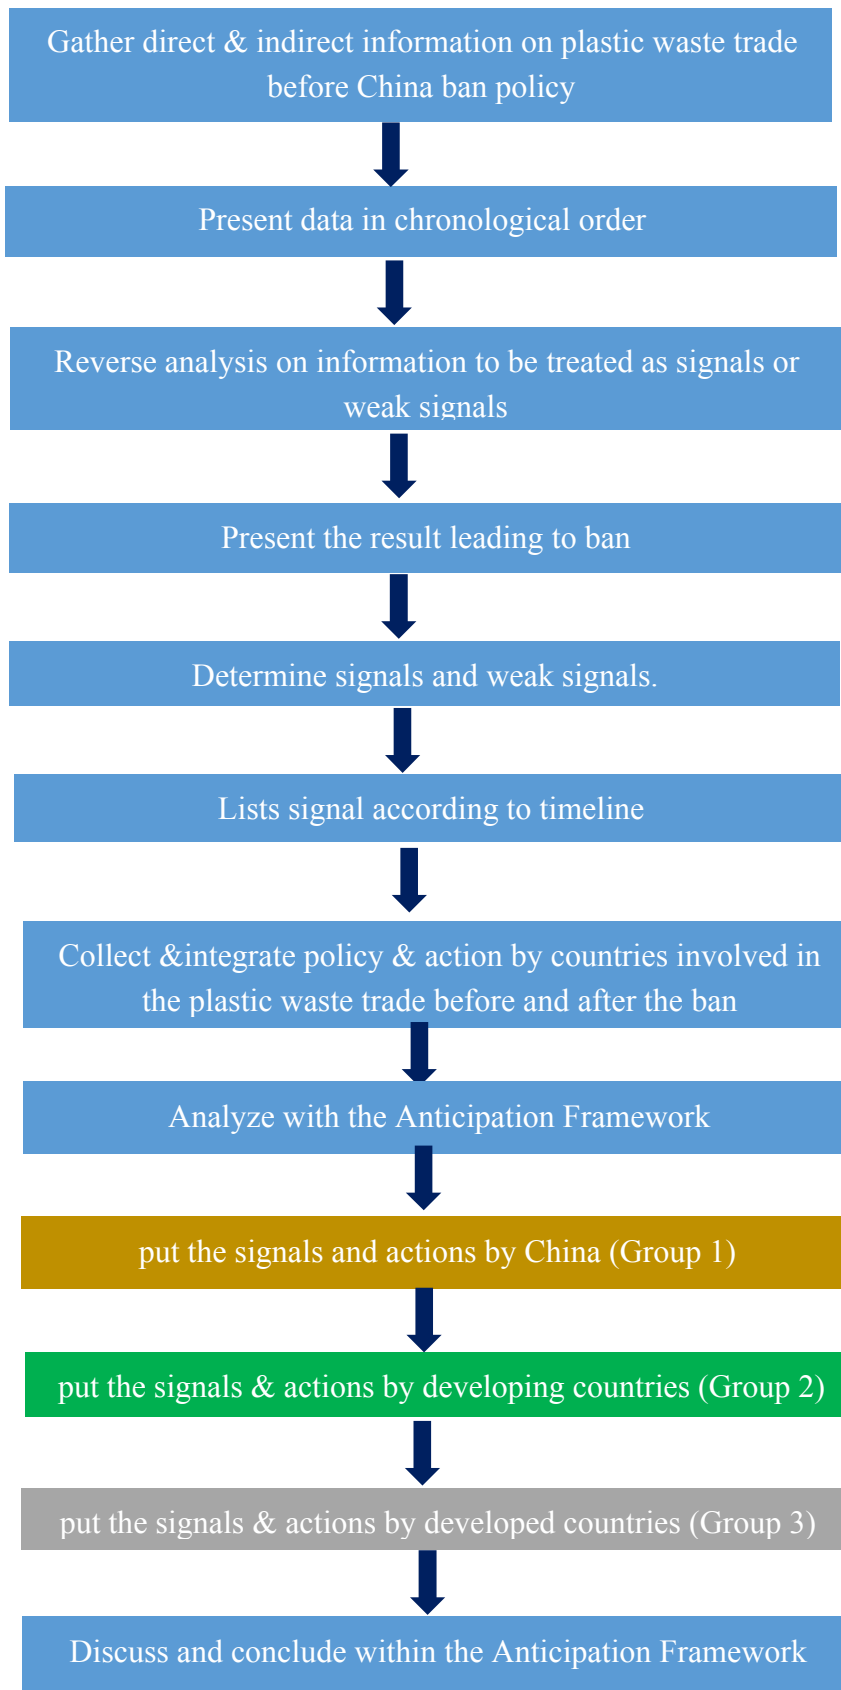 Gather direct & indirect information on plastic waste trade
before China ban policy
Present data in chronological order
Reverse analysis on information to be treated as signals or
weak signals
Present the result leading to ban
Determine signals and weak signals.
Lists signal according to timeline
Collect &integrate policy & action by countries involved in
the plastic waste trade before and after the ban
Analyze with the Anticipation Framework
put the signals and actions by China (Group 1)
put the signals & actions by developing countries (Group 2)
put the signals & actions by developed countries (Group 3)
Discuss and conclude within the Anticipation Framework